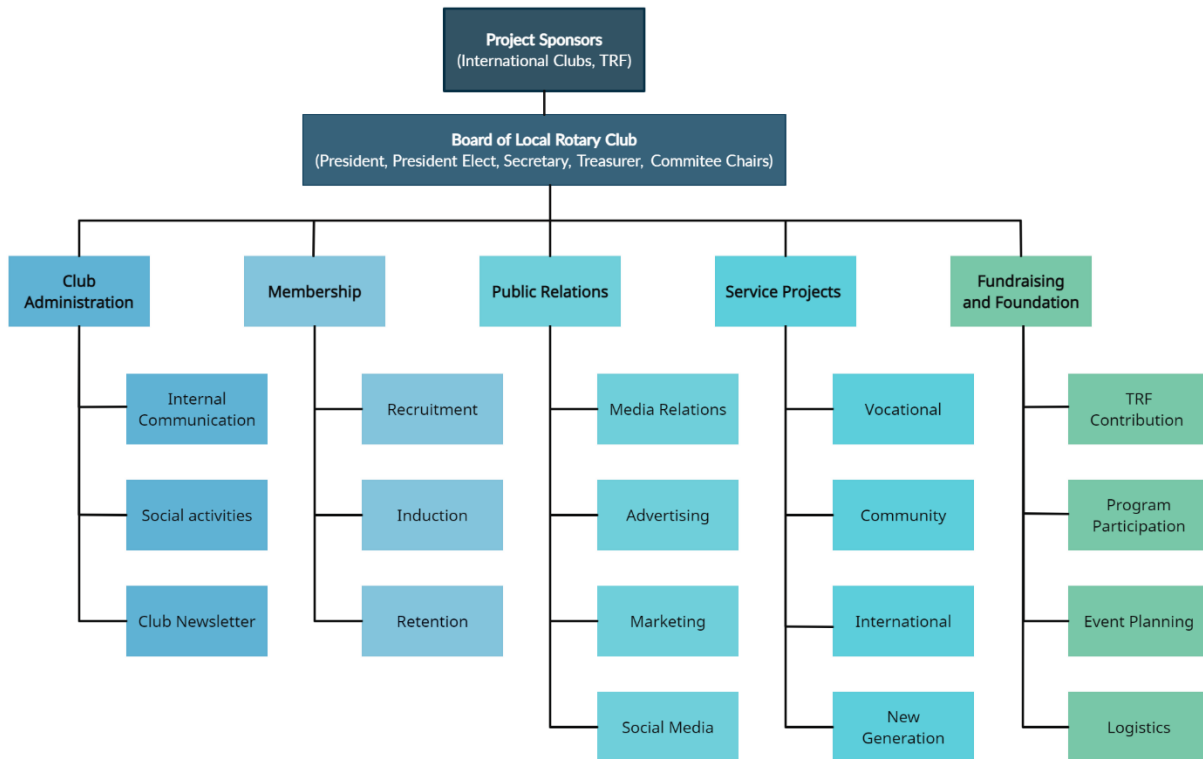 Project Sponsors
(International Clubs, TRF)
Board of Local Rotary Club
(President, President Elect, Secretary, Treasurer, Commitee Chairs)
Club
Administration
Membership
Public Relations
Service Projects
Fundraising
and Foundation
Internal
Communication
Recruitment
Media Relations
Vocational
TRF
Contribution
Social activities
Induction
Advertising
Community
Program
Participation
Club Newsletter
Retention
Marketing
International
Event Planning
Social Media
New
Generation
Logistics